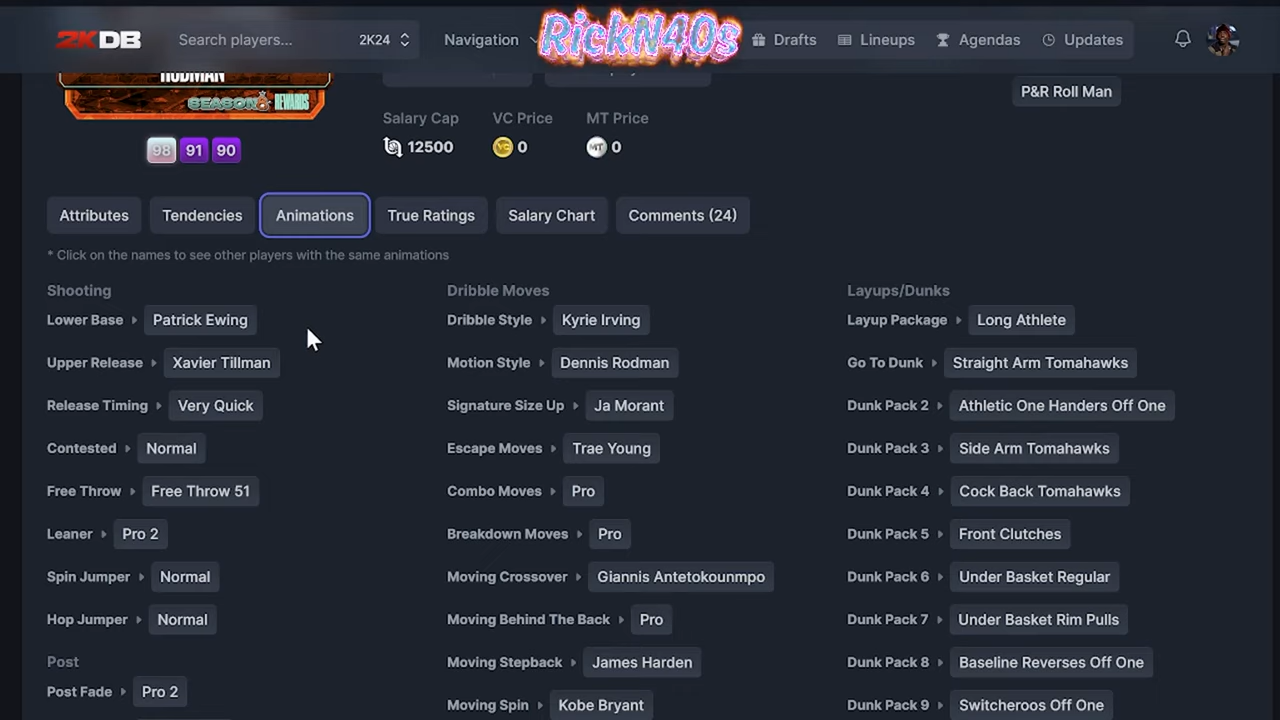 2KDB
Search players...
2K24
Navigation
RickN40s
Drafts
Lineups
Agendas
Updates
RODMAN
SEASON 6 REWARDS
P&R Roll Man
Salary Cap
VC Price
MT Price
12500
VC 0
MT 0
98 91 90
Attributes
Tendencies
Animations
True Ratings
Salary Chart
Comments (24)
* Click on the names to see other players with the same animations
Shooting
Lower Base Patrick Ewing
Upper Release Xavier Tillman
Release Timing Very Quick
Contested Normal
Free Throw Free Throw 51
Leaner Pro 2
Spin Jumper Normal
Hop Jumper Normal
Post
Post Fade Pro 2
Dribble Moves
Dribble Style Kyrie Irving
Motion Style Dennis Rodman
Signature Size Up Ja Morant
Escape Moves Trae Young
Combo Moves Pro
Breakdown Moves Pro
Moving Crossover Giannis Antetokounmpo
Moving Behind The Back Pro
Moving Stepback James Harden
Moving Spin Kobe Bryant
Layups/Dunks
Layup Package Long Athlete
Go To Dunk Straight Arm Tomahawks
Dunk Pack 2 Athletic One Handers Off One
Dunk Pack 3 Side Arm Tomahawks
Dunk Pack 4 Cock Back Tomahawks
Dunk Pack 5 Front Clutches
Dunk Pack 6 Under Basket Regular
Dunk Pack 7 Under Basket Rim Pulls
Dunk Pack 8 Baseline Reverses Off One
Dunk Pack 9 Switcheroos Off One